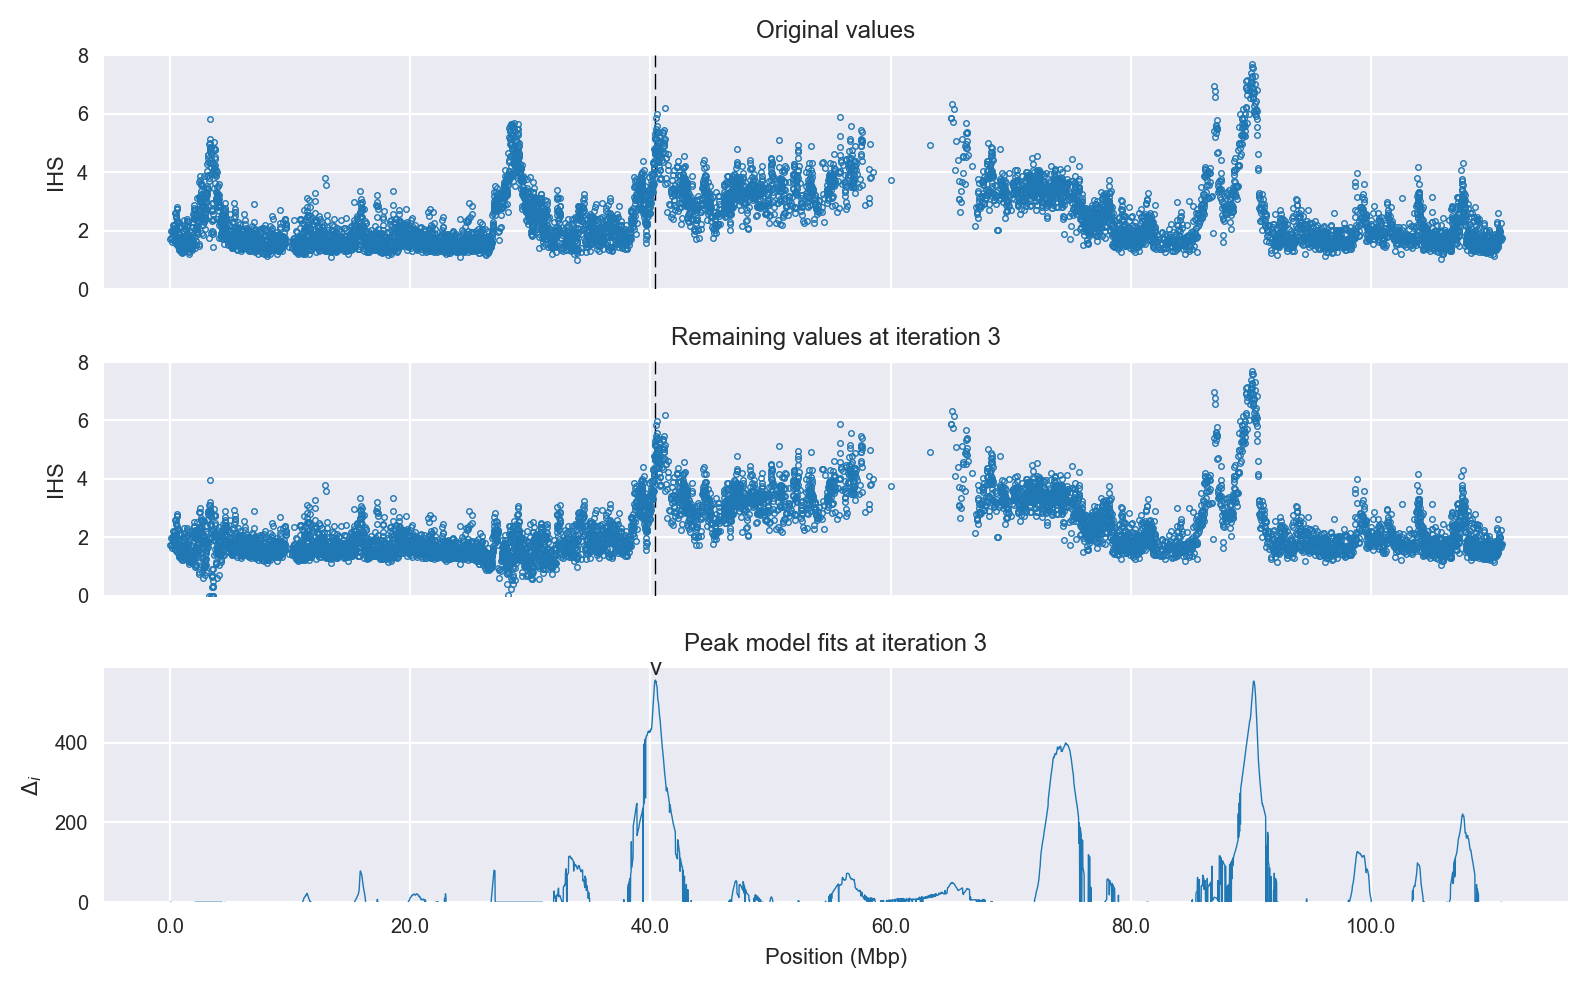 Original values
8
6
4
2
0
IHS
Remaining values at iteration 3
8
6
4
2
0
IHS
Peak model fits at iteration 3
v
400
200
0
Δi
0.0 20.0 40.0 60.0 80.0 100.0
Position (Mbp)